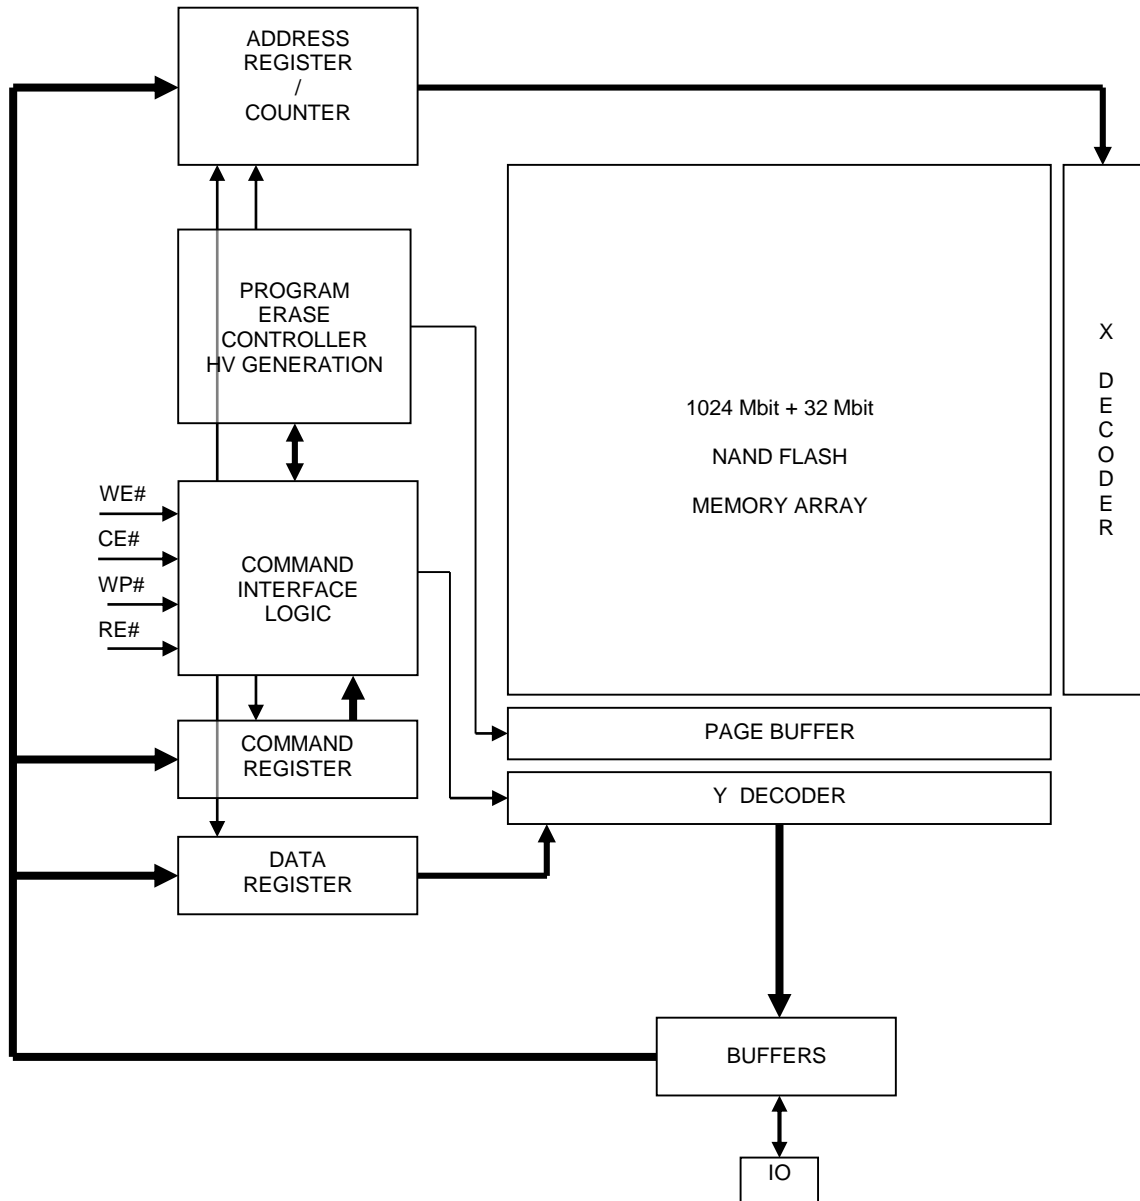 ADDRESS
REGISTER
/
COUNTER
PROGRAM
ERASE
CONTROLLER
HV GENERATION
1024 Mbit + 32 Mbit
NAND FLASH
MEMORY ARRAY
X
D
E
C
O
D
E
R
WE#
CE#
WP#
RE#
COMMAND
INTERFACE
LOGIC
COMMAND
REGISTER
PAGE BUFFER
Y DECODER
DATA
REGISTER
BUFFERS
IO